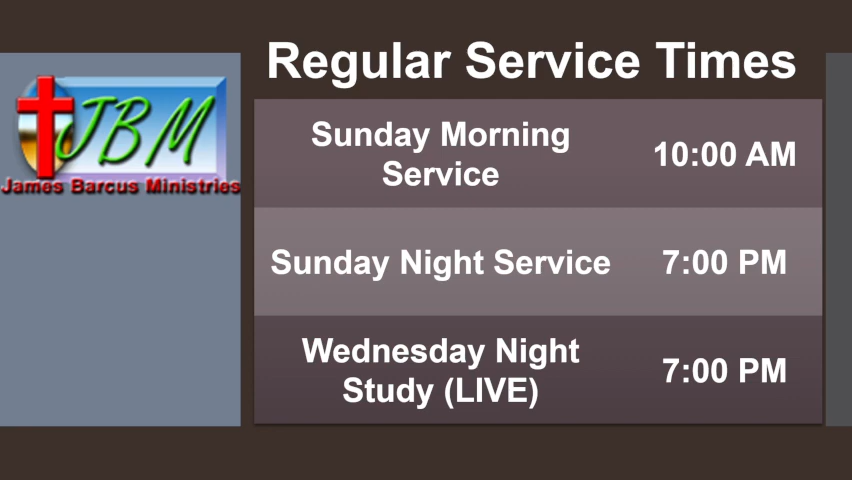 Regular Service Times
JBM
James Barcus Ministries
Sunday Morning
Service
10:00 AM
Sunday Night Service
7:00 PM
Wednesday Night
Study (LIVE)
7:00 PM